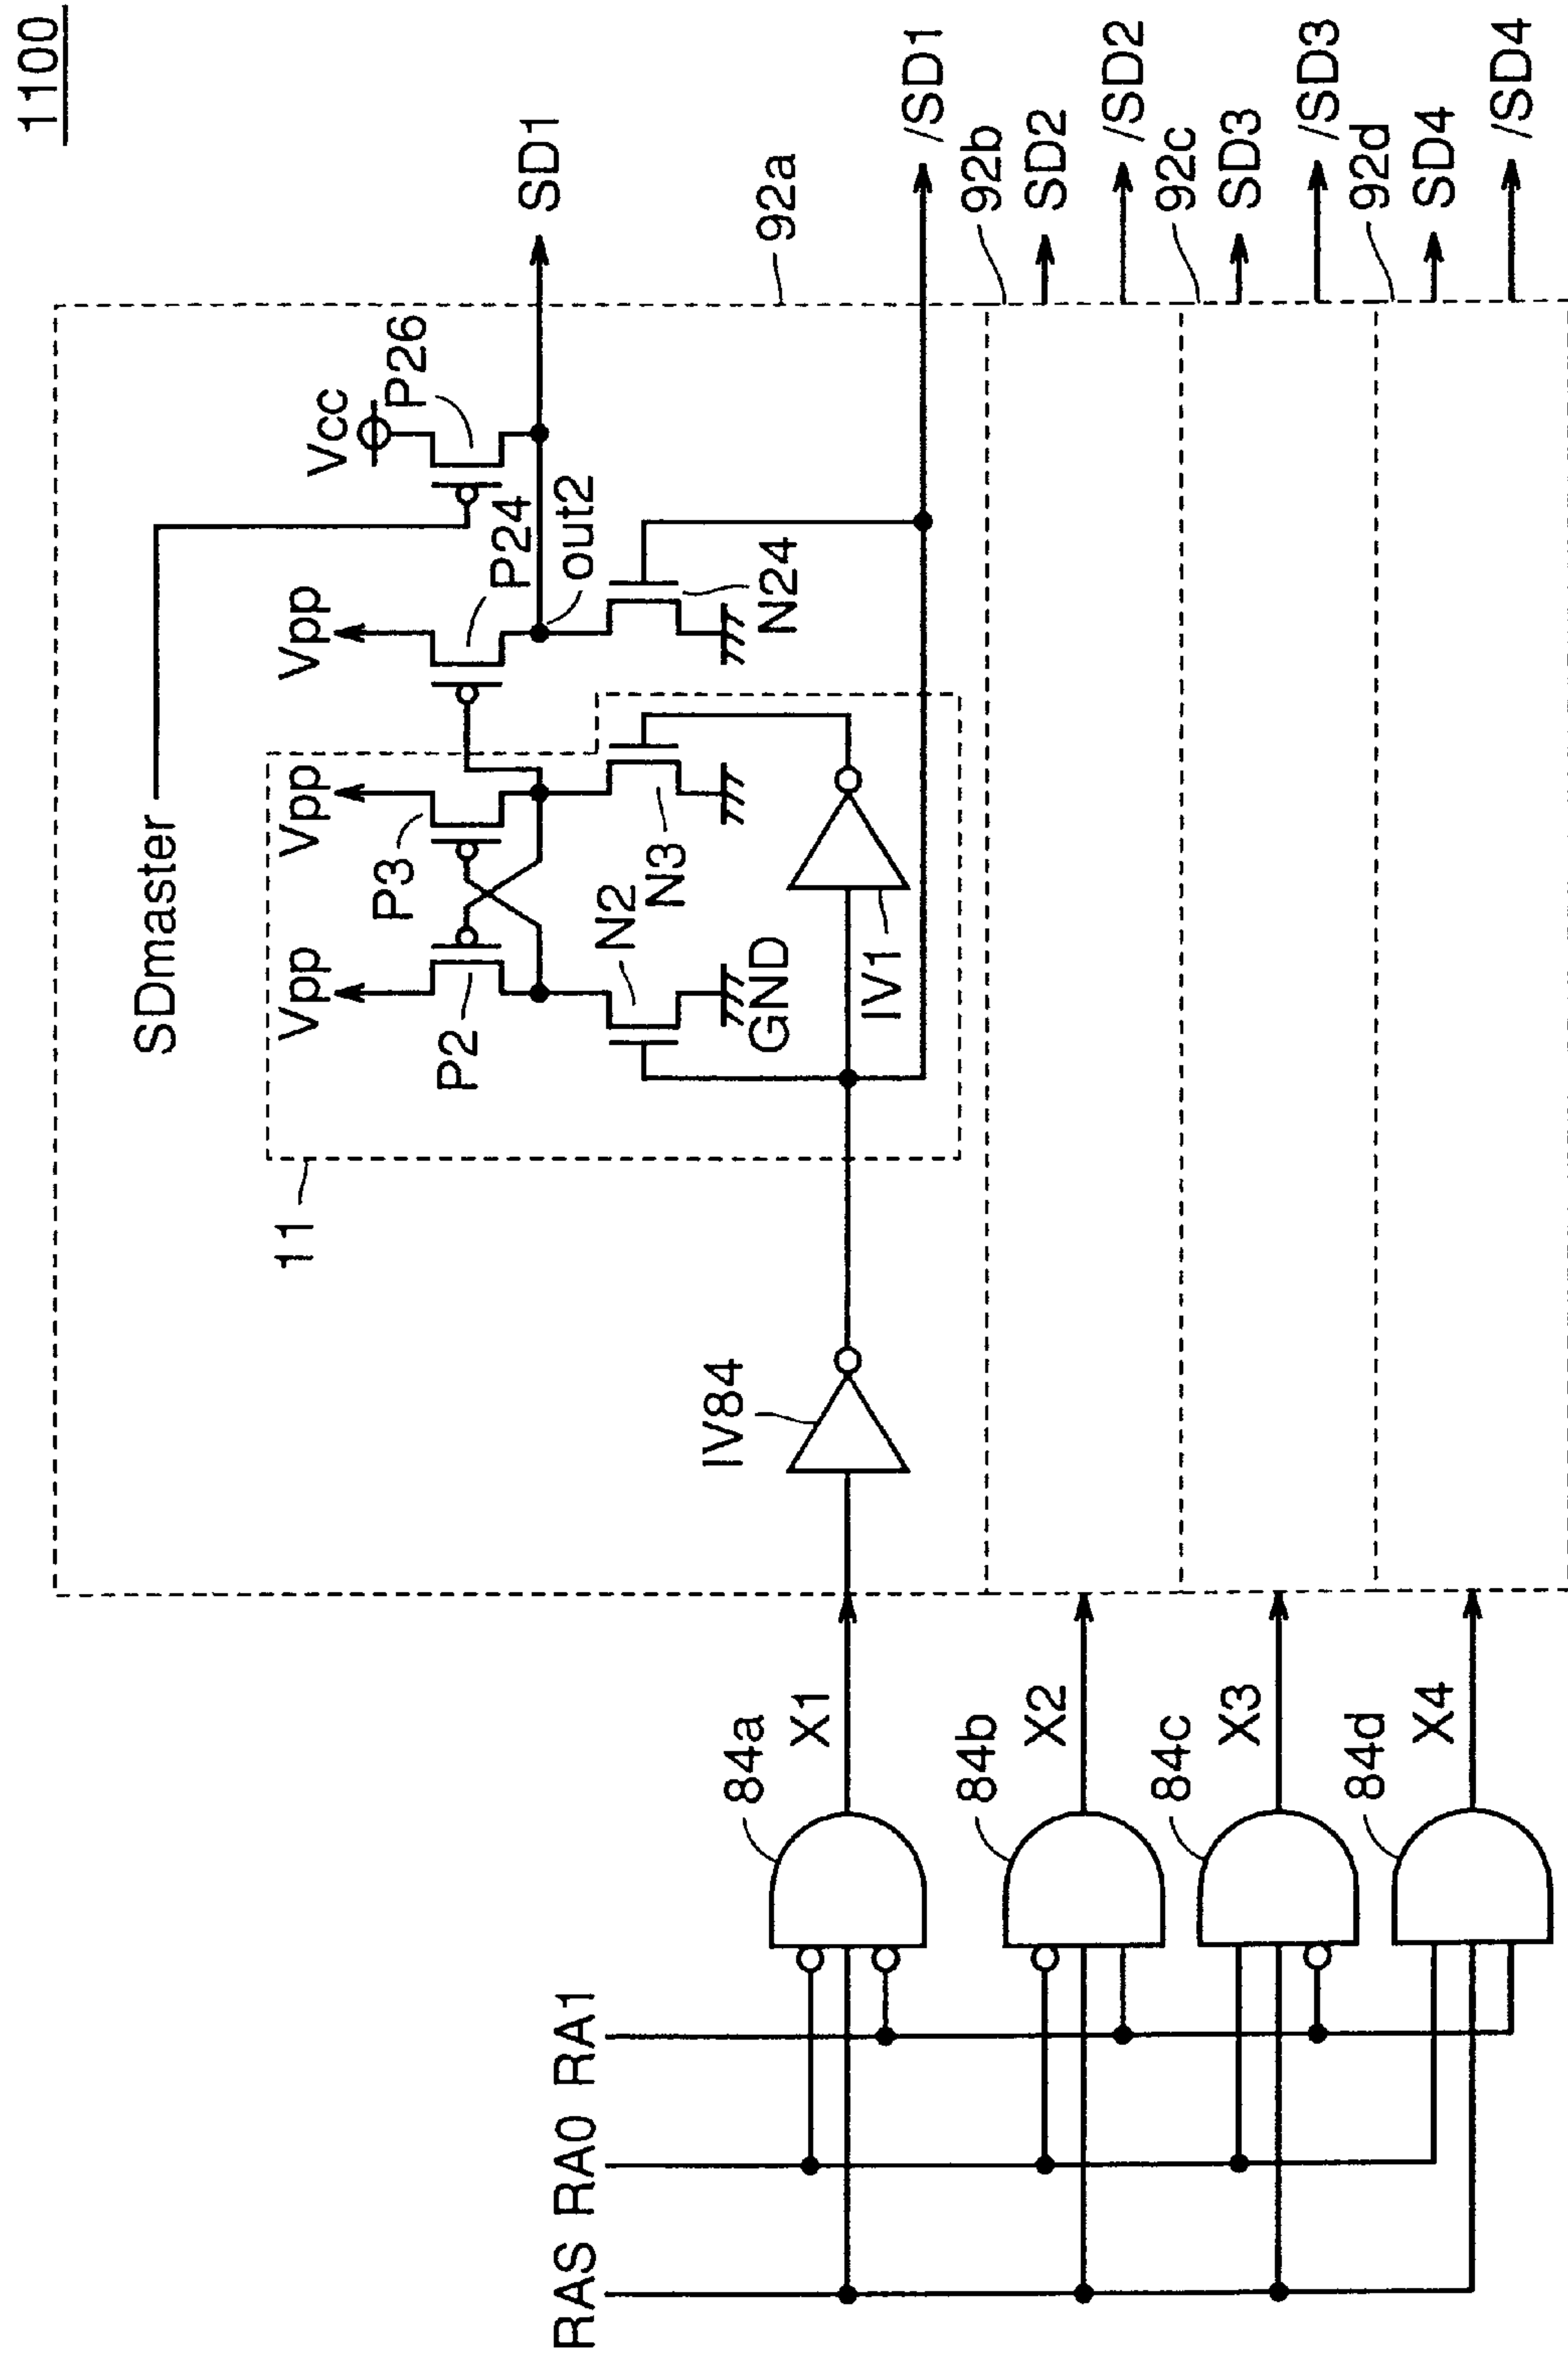 1100
SDmaster
Vcc
P26
SD1
Vpp
Vpp
Vpp
P3
P24
P2
out2
N2
N3
N24
GND
IV1
11
92a
/SD1
IV84
84a
X1
92b
SD2
84b
X2
/SD2
92c
84c
X3
SD3
/SD3
92d
84d
X4
SD4
/SD4
RAS RA0 RA1